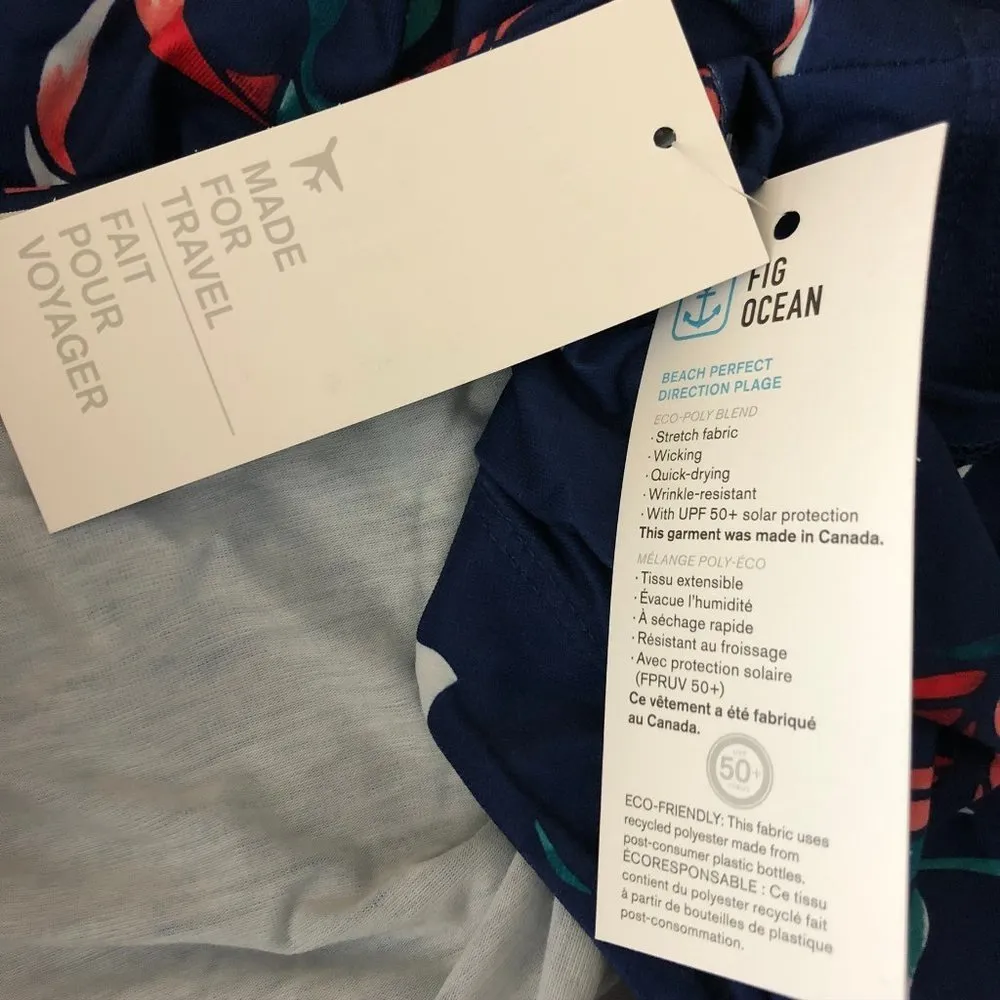 MADE
FOR
TRAVEL
FAIT
POUR
VOYAGER
FIG
OCEAN
BEACH PERFECT
DIRECTION PLAGE
ECO-POLY BLEND
· Stretch fabric
· Wicking
· Quick-drying
· Wrinkle-resistant
· With UPF 50+ solar protection
This garment was made in Canada.
MÉLANGE POLY-ÉCO
· Tissu extensible
· Évacue l'humidité
· À séchage rapide
· Résistant au froissage
· Avec protection solaire
(FPRUV 50+)
Ce vêtement a été fabriqué
au Canada.
50+
ECO-FRIENDLY: This fabric uses
recycled polyester made from
post-consumer plastic bottles.
ÉCORESPONSABLE : Ce tissu
contient du polyester recyclé fait
à partir de bouteilles de plastique
post-consommation.